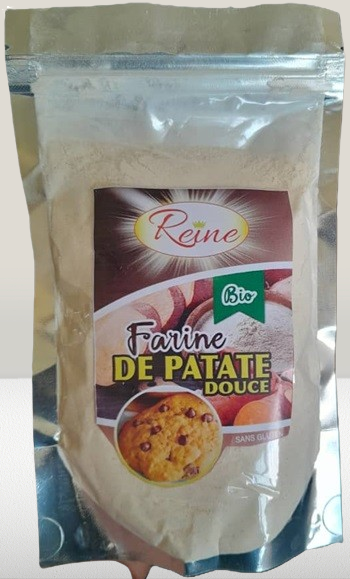 Reine
Bio
Farine
DE PATATE
DOUCE
SANS GLUTEN